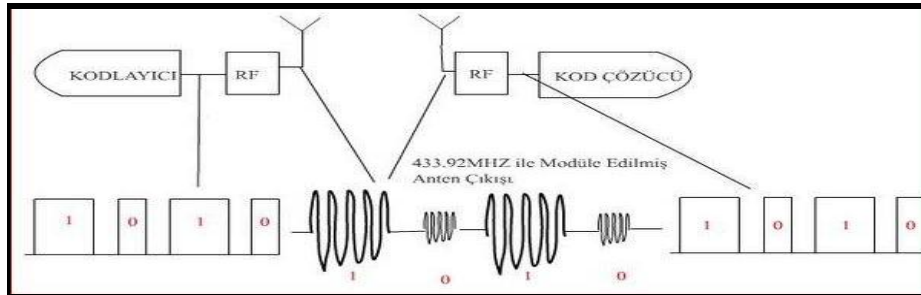 KODLAYICI
RF
RF
KOD ÇÖZÜCÜ
433.92MHZ ile Modüle Edilmiş
Anten Çıkışı
1 0 1 0
1 0 1 0
1 0 1 0